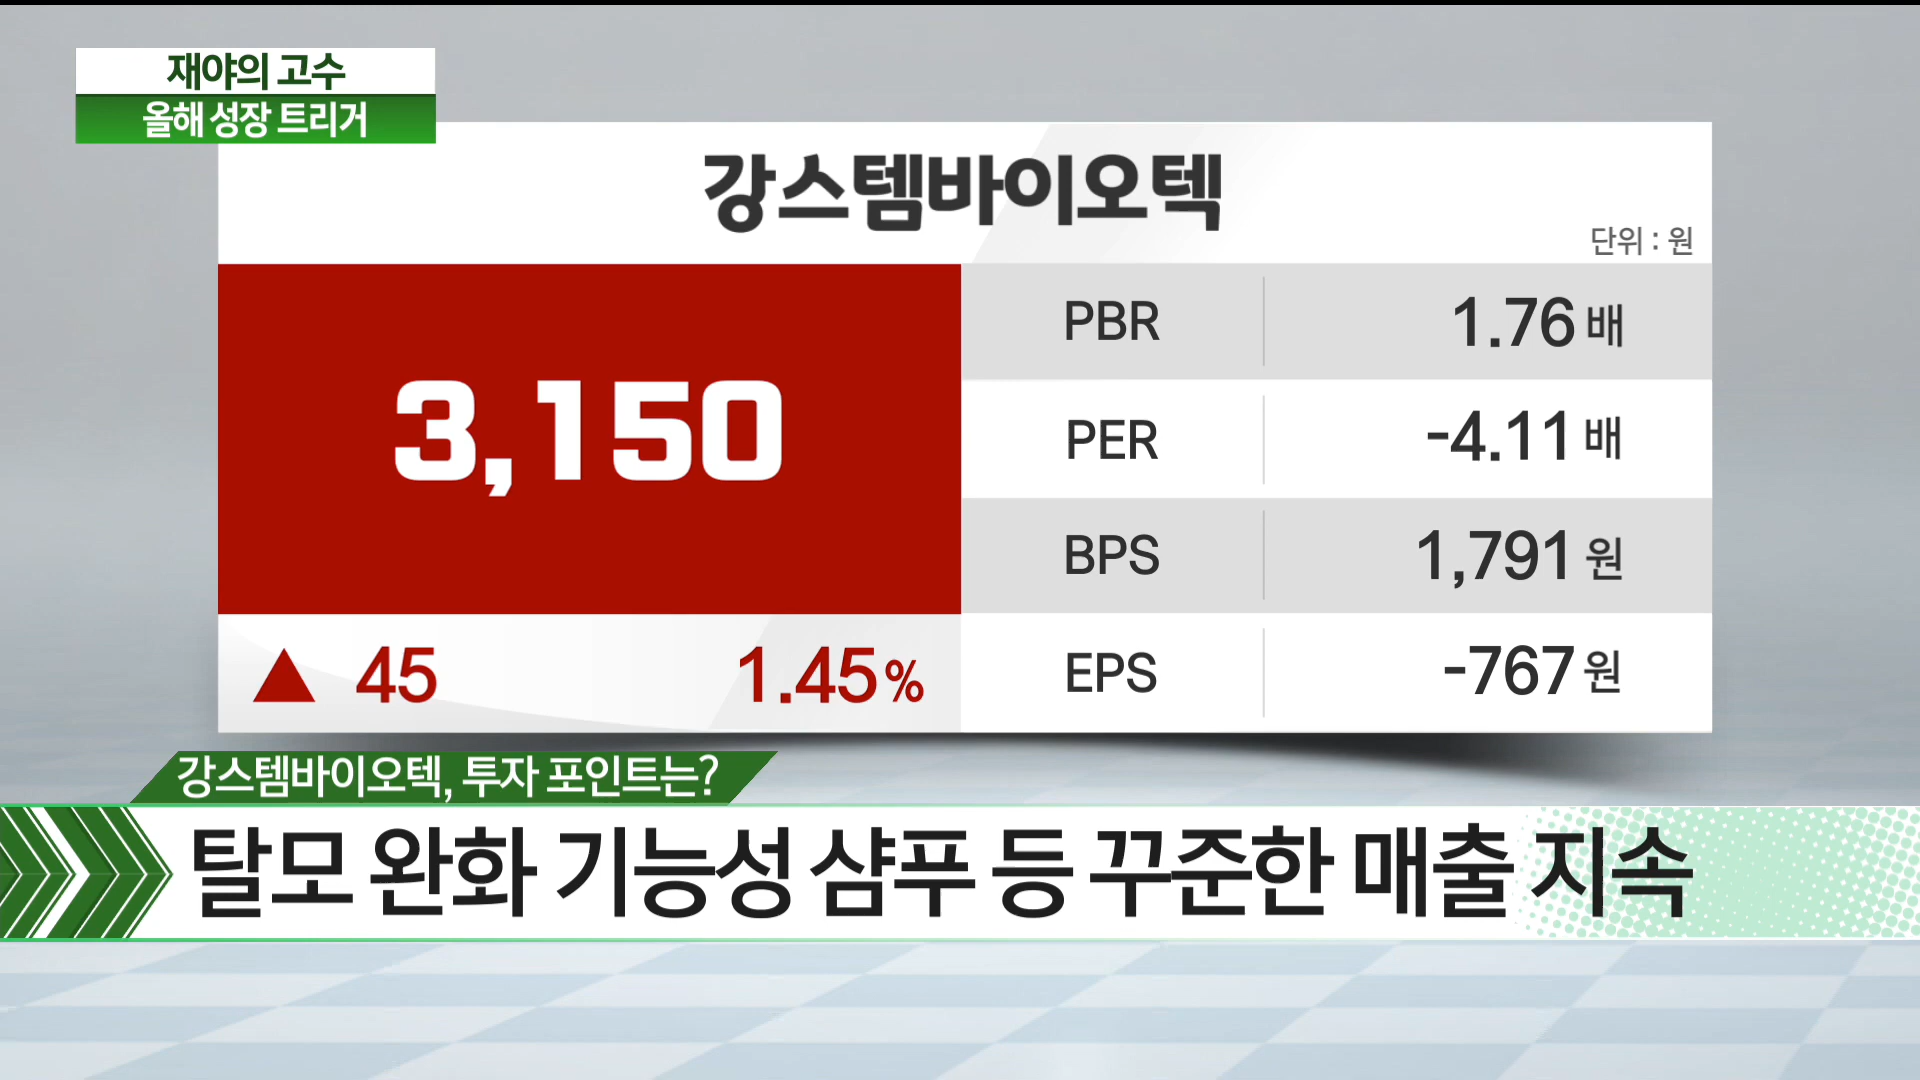 재야의 고수
올해 성장 트리거
강스템바이오텍
단위 : 원
3,150
▲ 45 1.45%
PBR 1.76 배
PER -4.11 배
BPS 1,791 원
EPS -767 원
강스템바이오텍, 투자 포인트는?
탈모 완화 기능성 샴푸 등 꾸준한 매출 지속